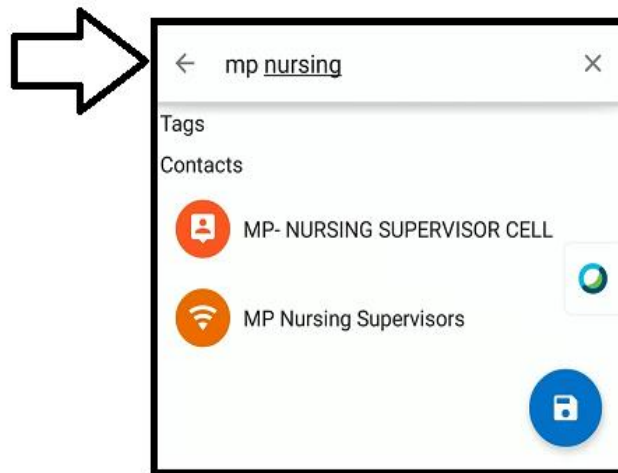 mp nursing
Tags
Contacts
MP- NURSING SUPERVISOR CELL
MP Nursing Supervisors